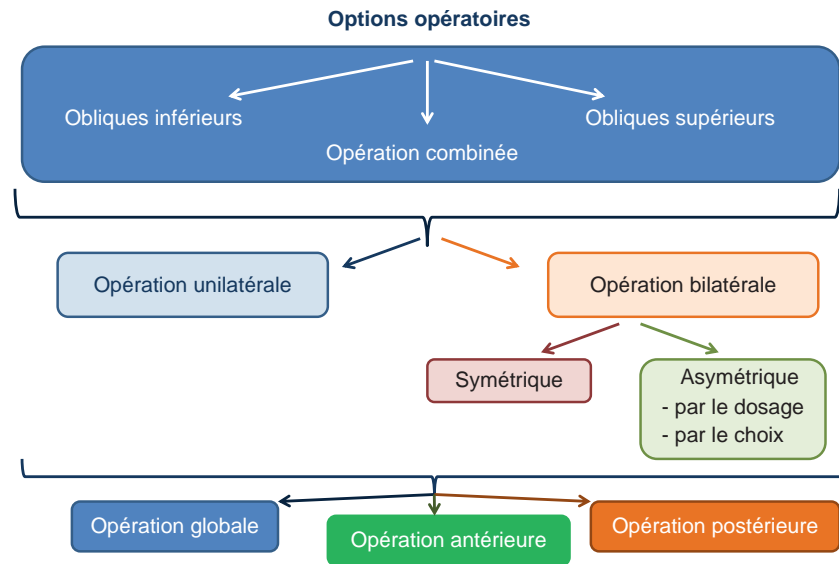 Options opératoires
Obliques inférieurs
Obliques supérieurs
Opération combinée
Opération unilatérale
Opération bilatérale
Symétrique
Asymétrique
- par le dosage
- par le choix
Opération globale
Opération antérieure
Opération postérieure